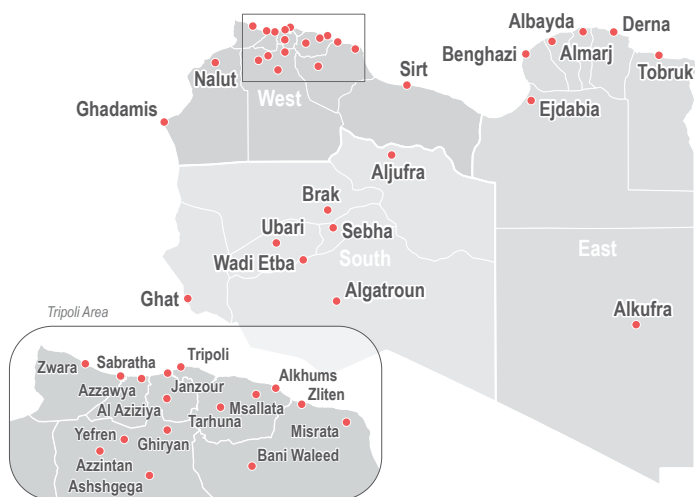 Albayda
Derna
Benghazi
Almarj
Nalut
Tobruk
Sirt
West
Ghadamis
Ejdabia
Aljufra
Brak
Ubari
Sebha
East
Wadi Etba
South
Ghat
Algatroun
Alkufra
Tripoli Area
Tripoli
Zwara
Sabratha
Alkhums
Azzawya
Janzour
Zliten
Al Aziziya
Msallata
Tarhuna
Misrata
Yefren
Ghiryan
Bani Waleed
Azzintan
Ashshgega